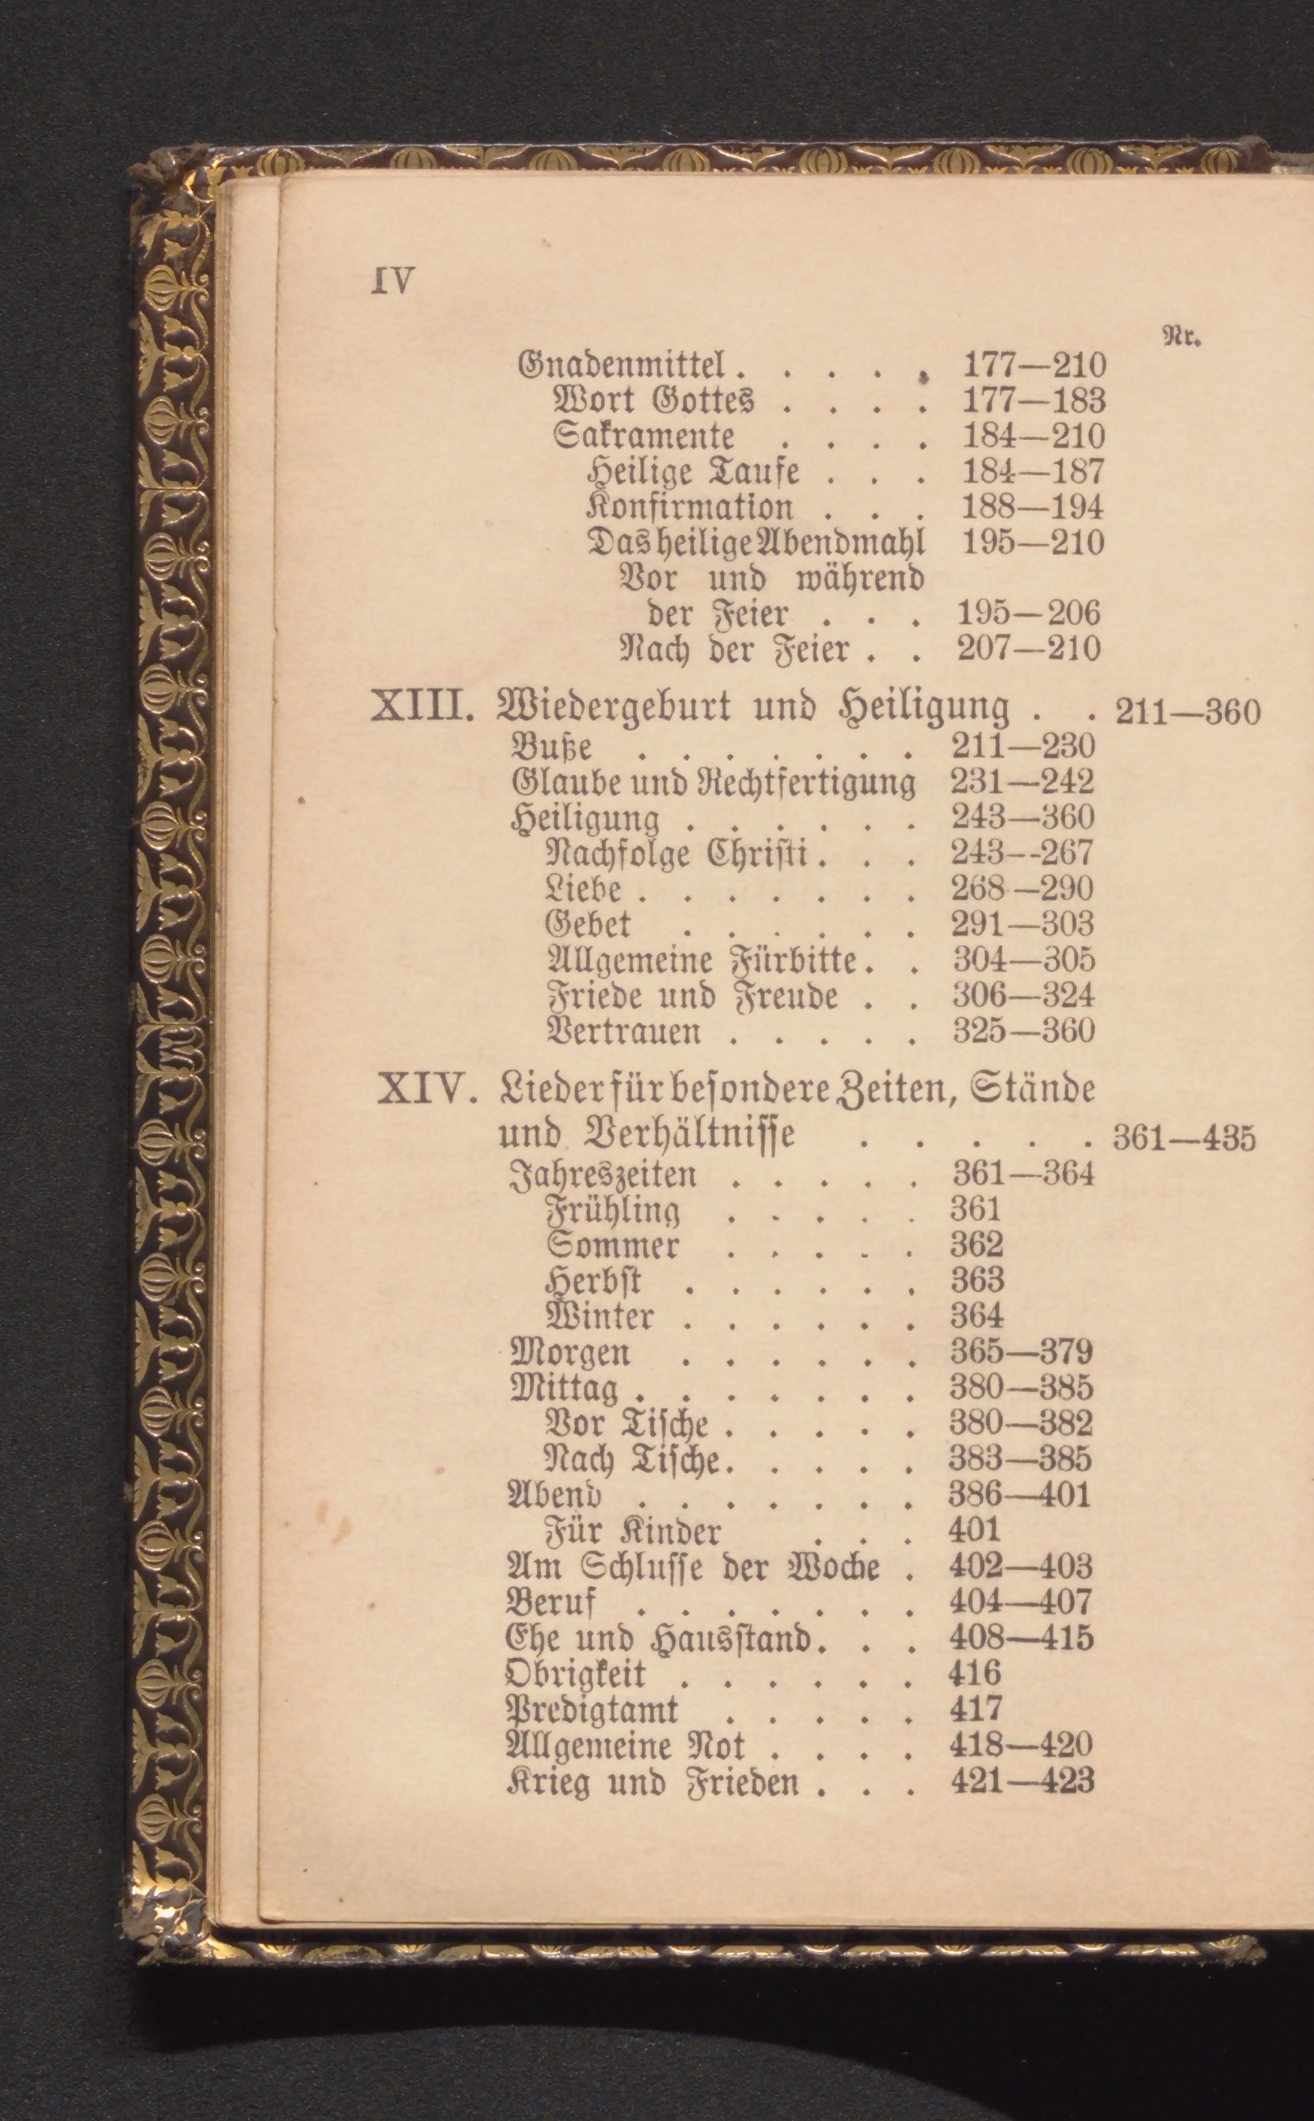 IV
Nr.
Gnadenmittel . . . . . 177—210
Wort Gottes . . . . 177—183
Sakramente . . . . 184—210
Heilige Taufe . . . 184—187
Konfirmation . . . 188—194
Das heilige Abendmahl 195—210
Vor und während
der Feier . . . 195—206
Nach der Feier . . 207—210
XIII. Wiedergeburt und Heiligung . . 211—360
Buße . . . . . . . 211—230
Glaube und Rechtfertigung 231—242
Heiligung . . . . . . 243—360
Nachfolge Christi . . . 243--267
Liebe . . . . . . . 268—290
Gebet . . . . . . 291—303
Allgemeine Fürbitte . . 304—305
Friede und Freude . . 306—324
Vertrauen . . . . . 325—360
XIV. Lieder für besondere Zeiten, Stände
und Verhältnisse . . . . . 361—435
Jahreszeiten . . . . . 361—364
Frühling . . . . . 361
Sommer . . . . . 362
Herbst . . . . . . 363
Winter . . . . . . 364
Morgen . . . . . . 365—379
Mittag . . . . . . . 380—385
Vor Tische . . . . . 380—382
Nach Tische . . . . . 383—385
Abend . . . . . . . 386—401
Für Kinder . . . 401
Am Schlusse der Woche . 402—403
Beruf . . . . . . . 404—407
Ehe und Hausstand . . . 408—415
Obrigkeit . . . . . . 416
Predigtamt . . . . . 417
Allgemeine Not . . . . 418—420
Krieg und Frieden . . . 421—423